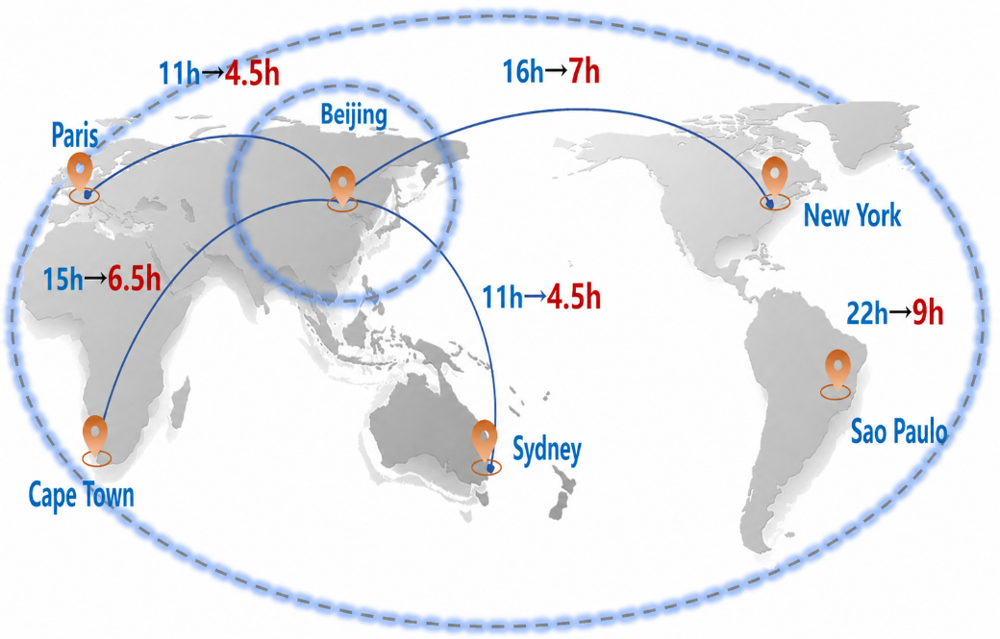 11h→4.5h
16h→7h
Beijing
Paris
New York
15h→6.5h
11h→4.5h
22h→9h
Sao Paulo
Sydney
Cape Town